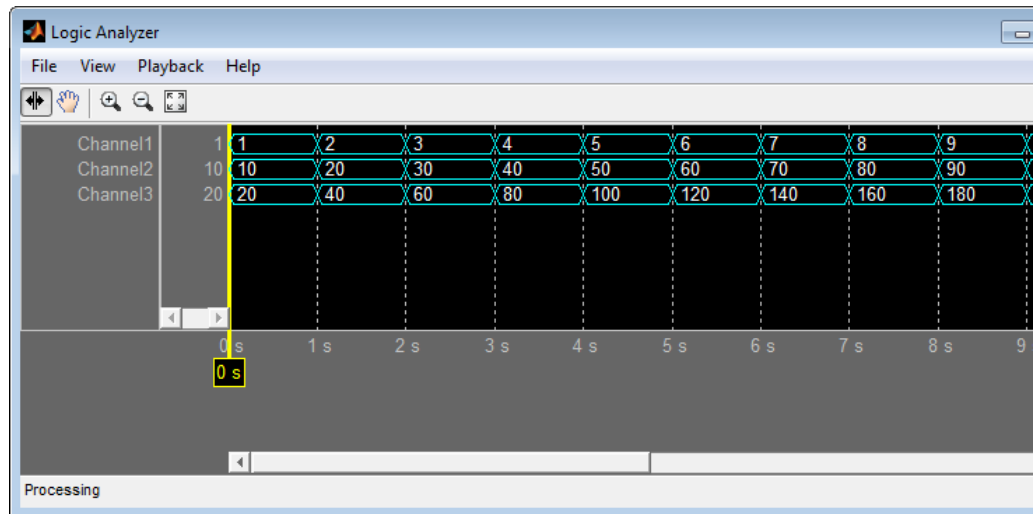 Logic Analyzer
File View Playback Help
Channel1 1 1 2 3 4 5 6 7 8 9
Channel2 10 10 20 30 40 50 60 70 80 90
Channel3 20 20 40 60 80 100 120 140 160 180
0 s 1 s 2 s 3 s 4 s 5 s 6 s 7 s 8 s 9
0 s
Processing